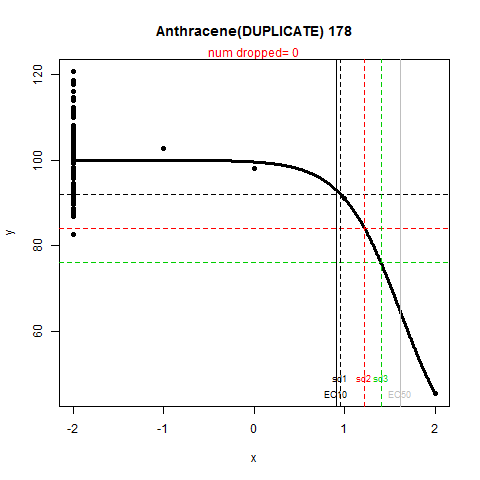 Anthracene(DUPLICATE) 178
num dropped= 0
120
100
80
60
y
sd1 sd2 sd3
EC10 EC50
-2 -1 0 1 2
x